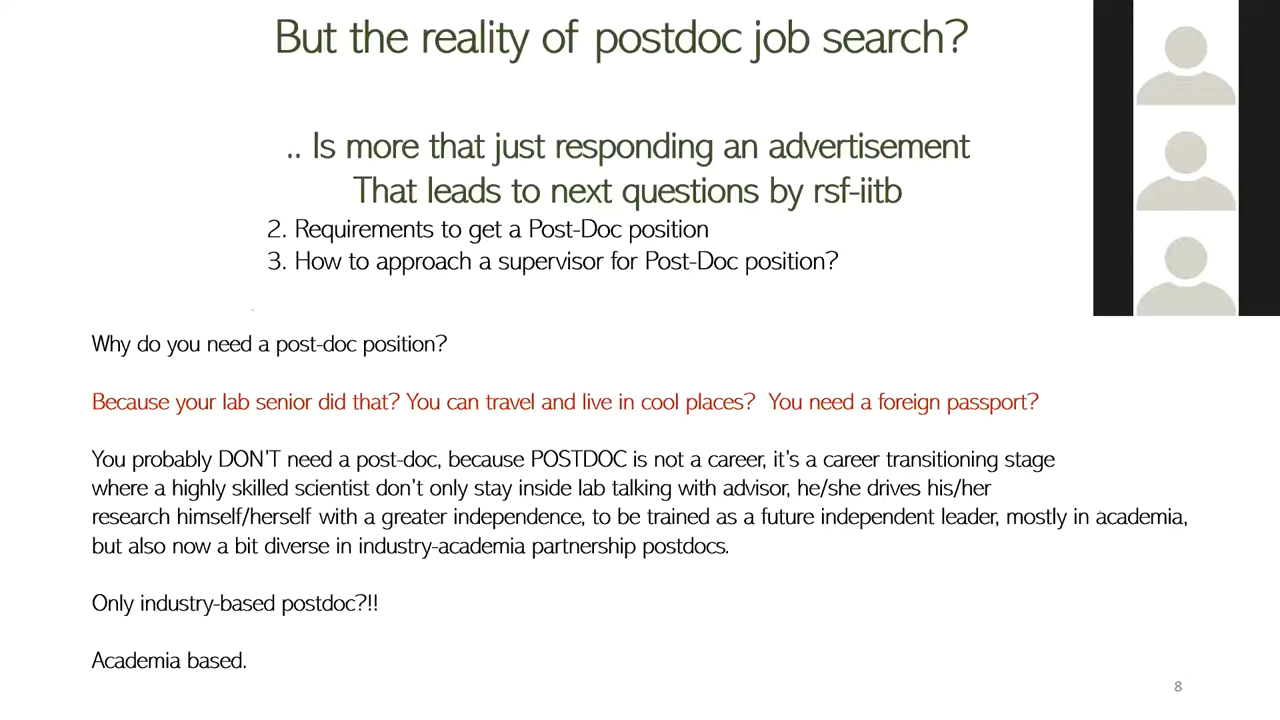 But the reality of postdoc job search?
.. Is more that just responding an advertisement
That leads to next questions by rsf-iitb
2. Requirements to get a Post-Doc position
3. How to approach a supervisor for Post-Doc position?
Why do you need a post-doc position?
Because your lab senior did that? You can travel and live in cool places?  You need a foreign passport?
You probably DON'T need a post-doc, because POSTDOC is not a career, it's a career transitioning stage
where a highly skilled scientist don't only stay inside lab talking with advisor, he/she drives his/her
research himself/herself with a greater independence, to be trained as a future independent leader, mostly in academia,
but also now a bit diverse in industry-academia partnership postdocs.
Only industry-based postdoc?!!
Academia based.
8